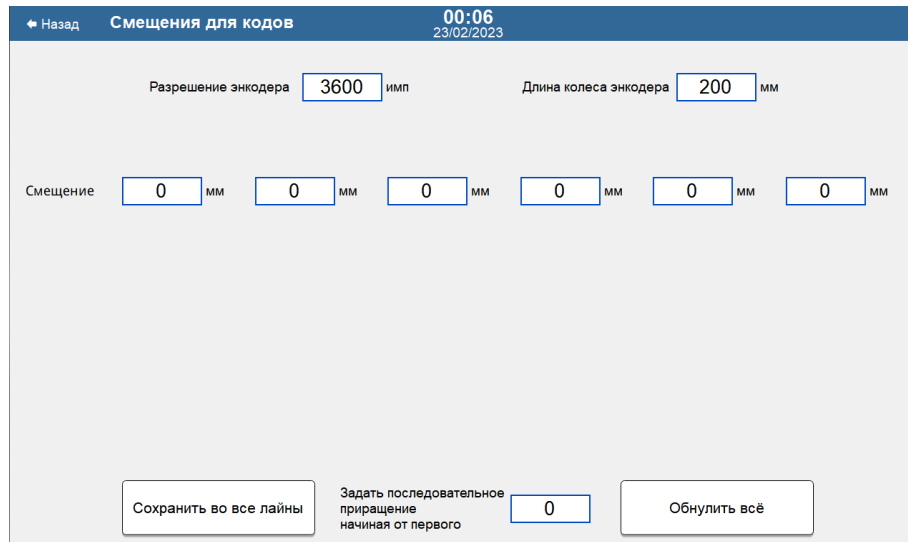 Назад Смещения для кодов 00:06
23/02/2023
Разрешение энкодера 3600 имп Длина колеса энкодера 200 мм
Смещение 0 мм 0 мм 0 мм 0 мм 0 мм 0 мм
Сохранить во все лайны
Задать последовательное
приращение
начиная от первого
0
Обнулить всё